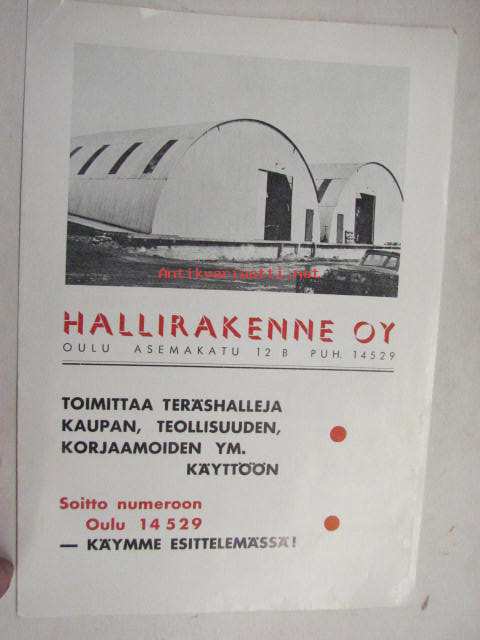 Antikvariaatti.net
HALLIRAKENNE OY
OULU ASEMAKATU 12 B PUH. 14529
TOIMITTAA TERÄSHALLEJA
KAUPAN, TEOLLISUUDEN,
KORJAAMOIDEN YM.
KÄYTTÖÖN
Soitto numeroon
Oulu 14 529
— KÄYMME ESITTELEMÄSSÄ!